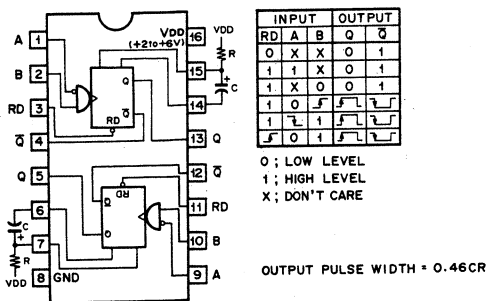 A 1
B 2
RD 3
Q̅ 4
Q 5
6
7
8 GND
C
+
R
VDD
VDD
(+2 to +6V)
16
15
14
13 Q
12 Q̅
11 RD
10 B
9 A
VDD
R
+
C
Q
Q̅
RD
RD
Q̅
Q
INPUT OUTPUT
RD A B Q Q̅
0 X X 0 1
1 1 X 0 1
1 X 0 0 1
1 0
1 1
0 1
0 ; LOW LEVEL
1 ; HIGH LEVEL
X ; DON'T CARE
OUTPUT PULSE WIDTH = 0.46CR